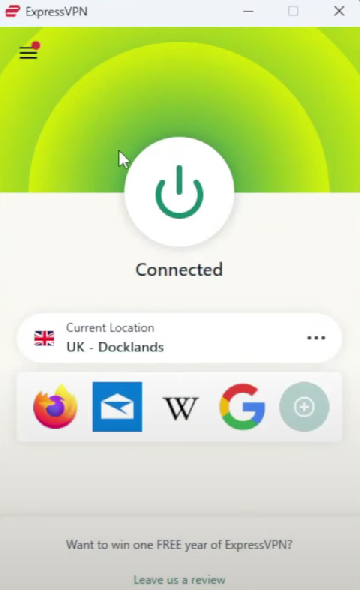 ExpressVPN
Connected
Current Location
UK - Docklands
W
G
Want to win one FREE year of ExpressVPN?
Leave us a review